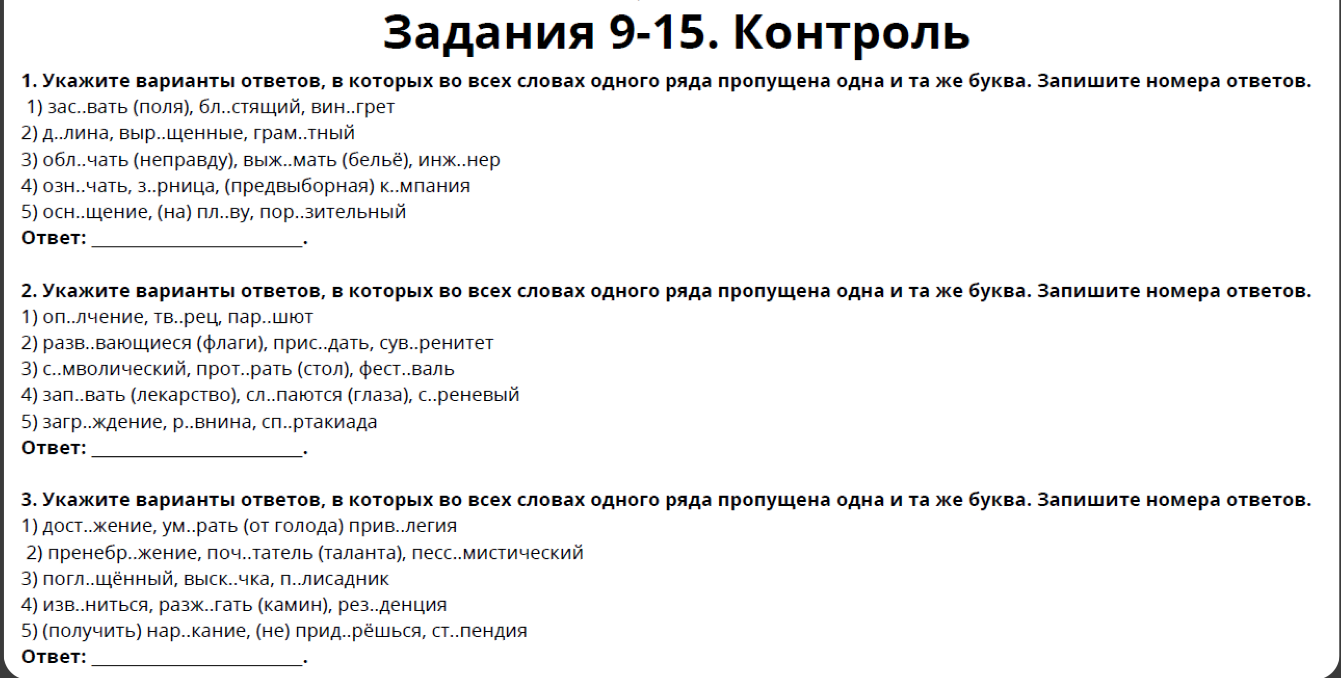 Задания 9-15. Контроль
1. Укажите варианты ответов, в которых во всех словах одного ряда пропущена одна и та же буква. Запишите номера ответов.
1) зас..вать (поля), бл..стящий, вин..грет
2) д..лина, выр..щенные, грам..тный
3) обл..чать (неправду), выж..мать (бельё), инж..нер
4) озн..чать, з..рница, (предвыборная) к..мпания
5) осн..щение, (на) пл..ву, пор..зительный
Ответ: ______________________.
2. Укажите варианты ответов, в которых во всех словах одного ряда пропущена одна и та же буква. Запишите номера ответов.
1) оп..лчение, тв..рец, пар..шют
2) разв..вающиеся (флаги), прис..дать, сув..ренитет
3) с..мволический, прот..рать (стол), фест..валь
4) зап..вать (лекарство), сл..паются (глаза), с..реневый
5) загр..ждение, р..внина, сп..ртакиада
Ответ: ______________________.
3. Укажите варианты ответов, в которых во всех словах одного ряда пропущена одна и та же буква. Запишите номера ответов.
1) дост..жение, ум..рать (от голода) прив..легия
2) пренебр..жение, поч..татель (таланта), песс..мистический
3) погл..щённый, выск..чка, п..лисадник
4) изв..ниться, разж..гать (камин), рез..денция
5) (получить) нар..кание, (не) прид..рёшься, ст..пендия
Ответ: ______________________.